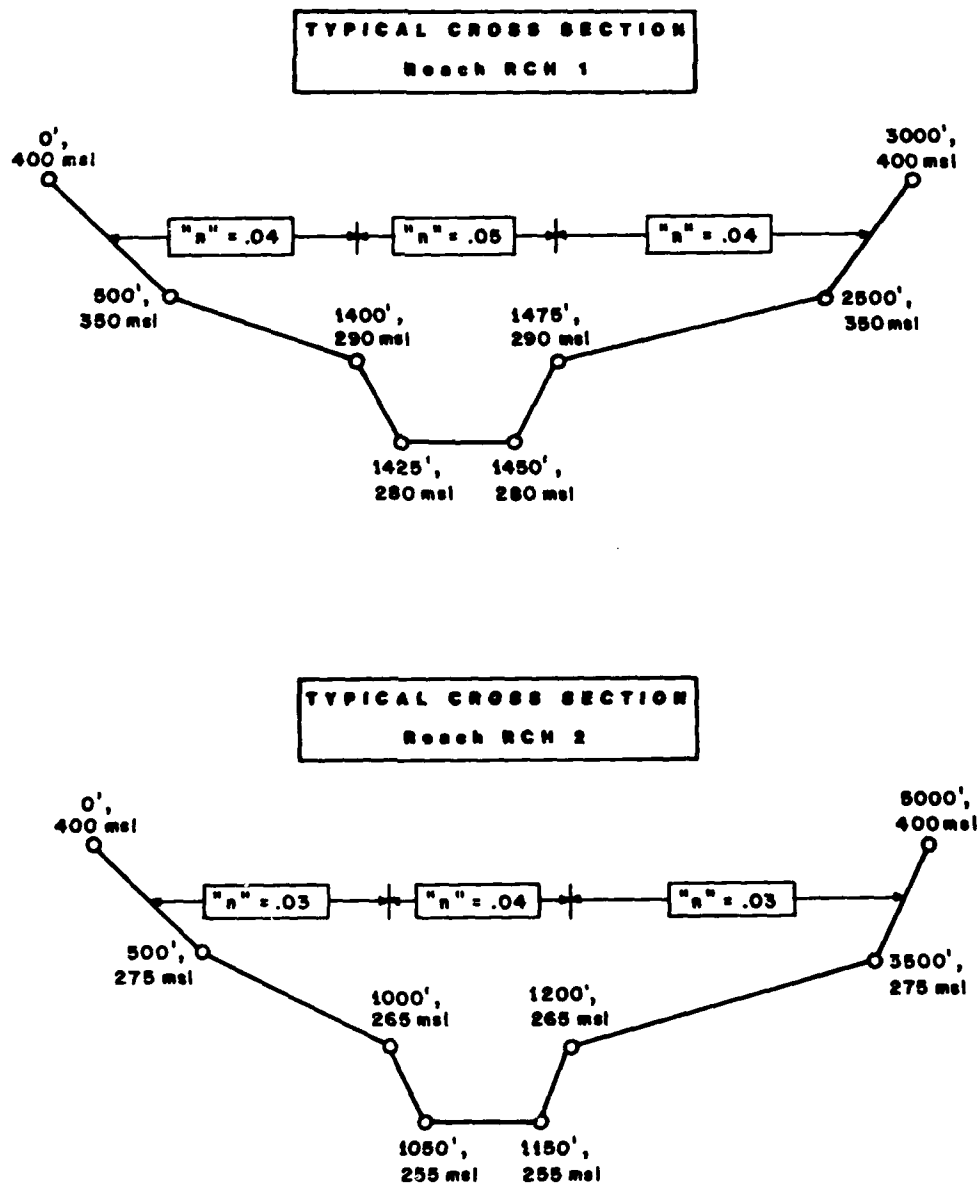 TYPICAL CROSS SECTION
Reach RCH 1
0',
400 msl
3000',
400 msl
"n" = .04
"n" = .05
"n" = .04
500',
350 msl
1400',
290 msl
1475',
290 msl
2500',
350 msl
1425',
280 msl
1450',
280 msl
TYPICAL CROSS SECTION
Reach RCH 2
0',
400 msl
5000',
400 msl
"n" = .03
"n" = .04
"n" = .03
500',
275 msl
1000',
265 msl
1200',
265 msl
3500',
275 msl
1050',
255 msl
1150',
255 msl